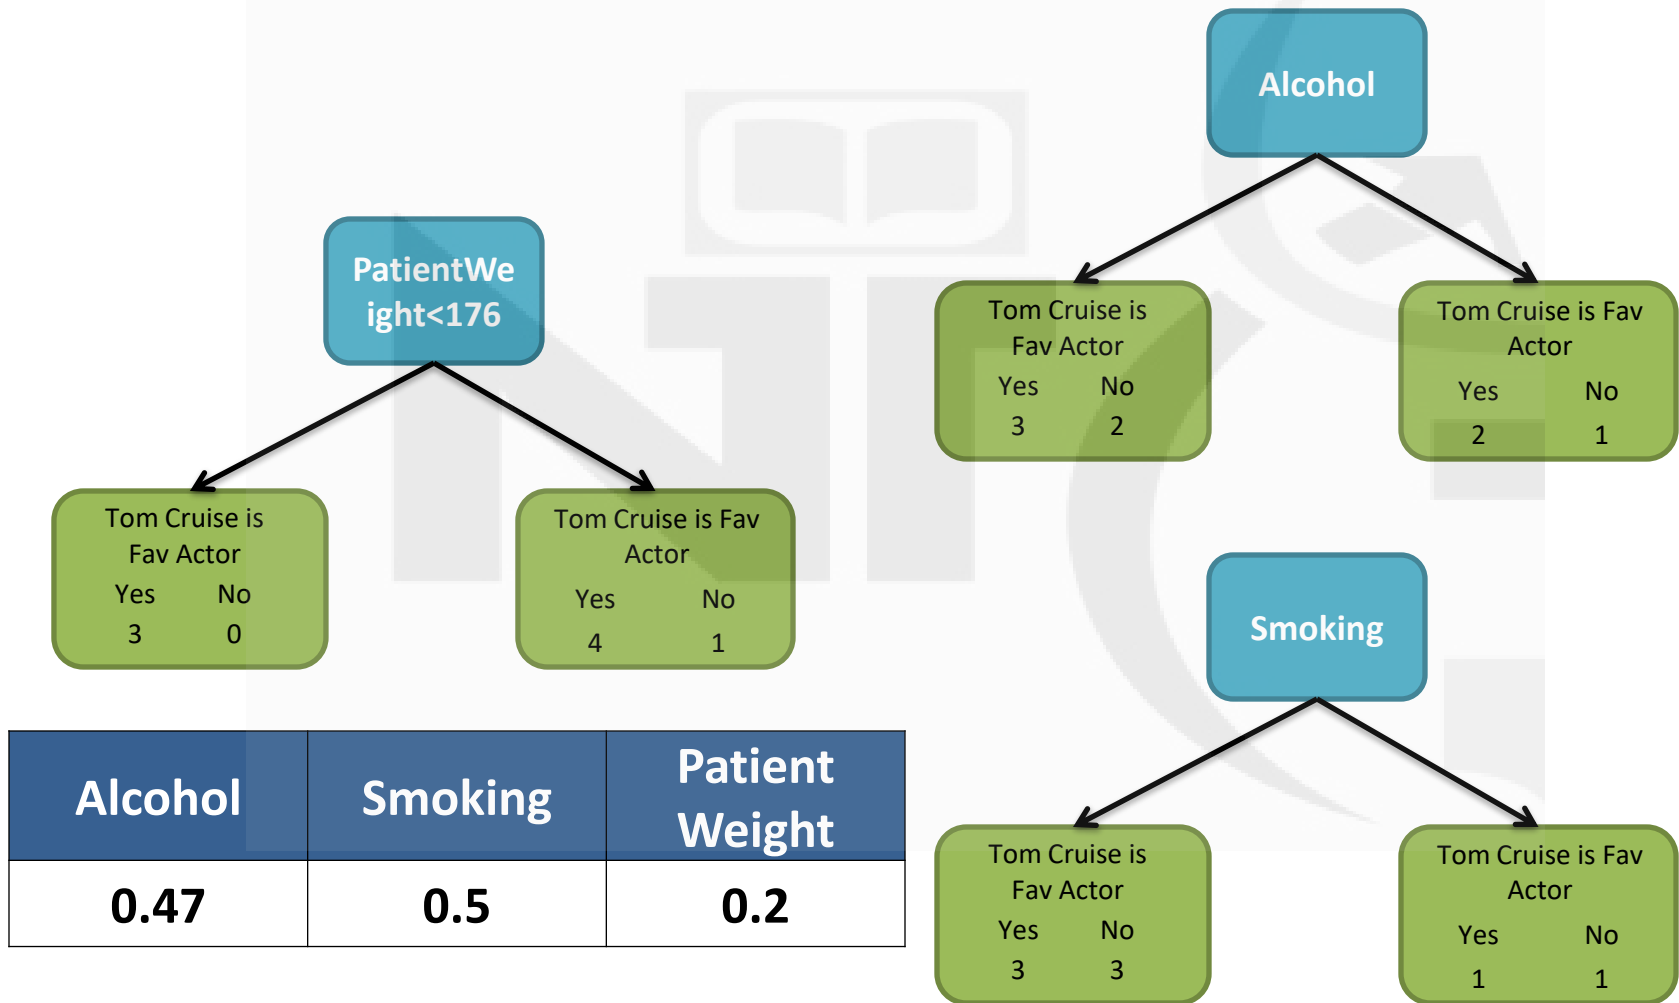 PatientWe
ight<176
Tom Cruise is
Fav Actor
Yes No
3 0
Tom Cruise is Fav
Actor
Yes No
4 1
Alcohol
Tom Cruise is
Fav Actor
Yes No
3 2
Tom Cruise is Fav
Actor
Yes No
2 1
Smoking
Tom Cruise is
Fav Actor
Yes No
3 3
Tom Cruise is Fav
Actor
Yes No
1 1
Alcohol Smoking Patient
Weight
0.47 0.5 0.2